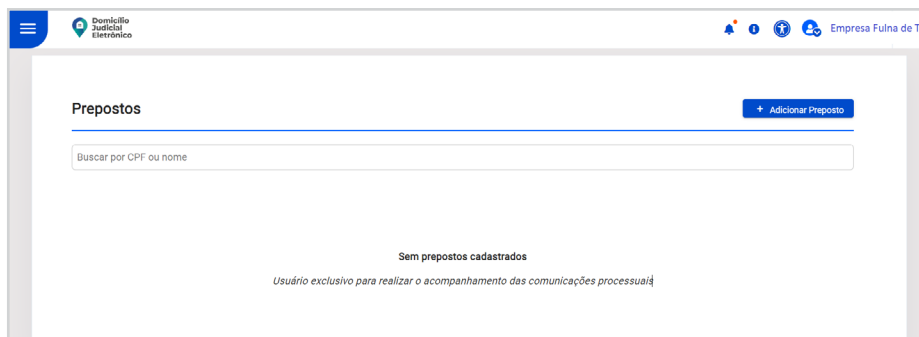 Domicílio
Judicial
Eletrônico
Empresa Fulna de T
Prepostos
+ Adicionar Preposto
Buscar por CPF ou nome
Sem prepostos cadastrados
Usuário exclusivo para realizar o acompanhamento das comunicações processuais